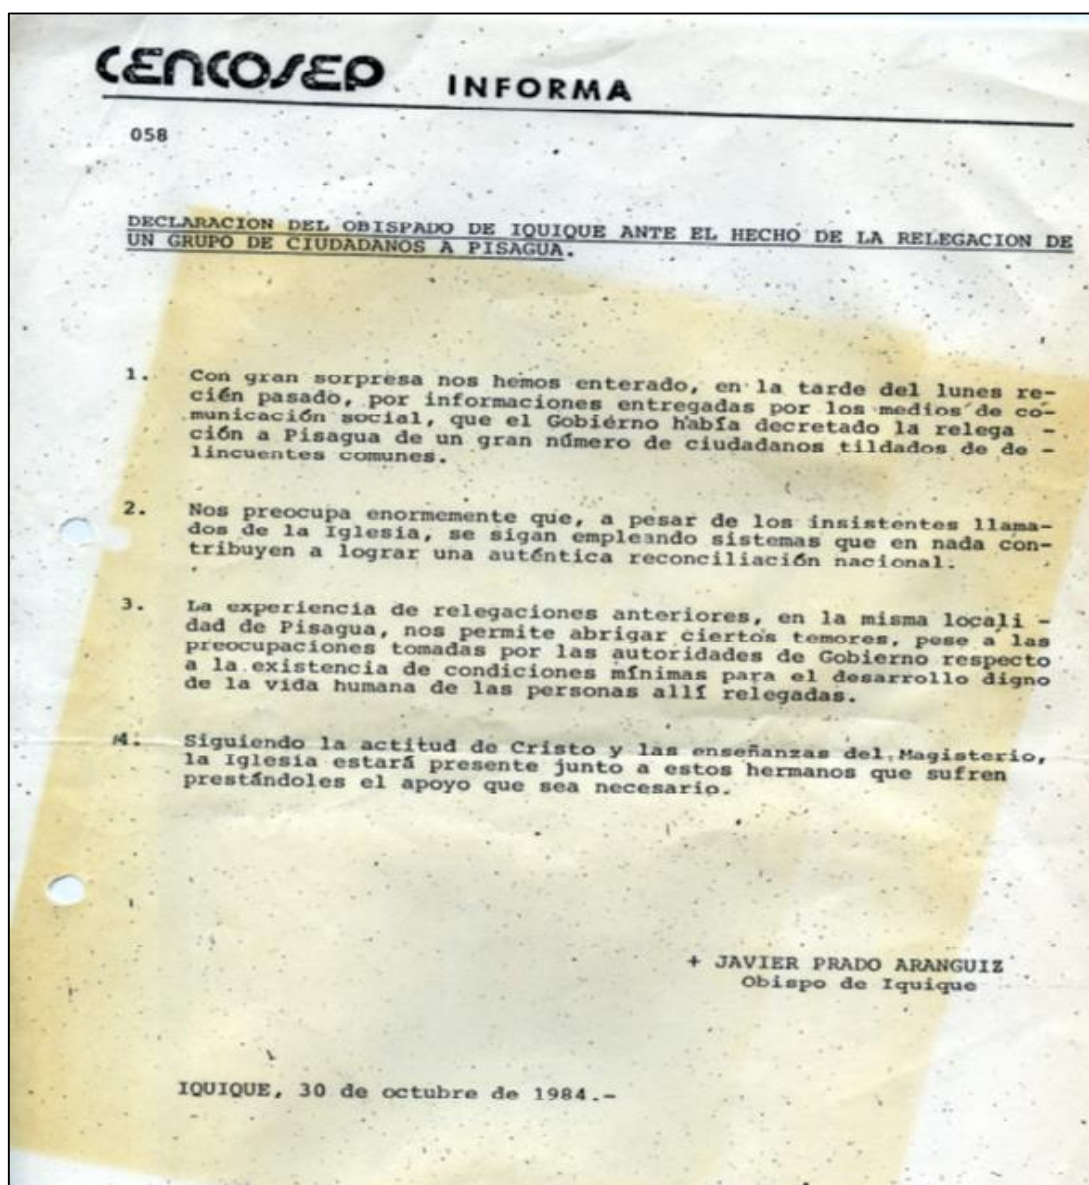 CENCOSEP INFORMA
058
DECLARACION DEL OBISPADO DE IQUIQUE ANTE EL HECHO DE LA RELEGACION DE
UN GRUPO DE CIUDADANOS A PISAGUA.
1. Con gran sorpresa nos hemos enterado, en la tarde del lunes re-
cién pasado, por informaciones entregadas por los medios de co-
municación social, que el Gobierno había decretado la relega -
ción a Pisagua de un gran número de ciudadanos tildados de de -
lincuentes comunes.
2. Nos preocupa enormemente que, a pesar de los insistentes llama-
dos de la Iglesia, se sigan empleando sistemas que en nada con-
tribuyen a lograr una auténtica reconciliación nacional.
3. La experiencia de relegaciones anteriores, en la misma locali -
dad de Pisagua, nos permite abrigar ciertos temores, pese a las
preocupaciones tomadas por las autoridades de Gobierno respecto
a la existencia de condiciones mínimas para el desarrollo digno
de la vida humana de las personas allí relegadas.
4. Siguiendo la actitud de Cristo y las enseñanzas del Magisterio,
la Iglesia estará presente junto a estos hermanos que sufren
prestándoles el apoyo que sea necesario.
+ JAVIER PRADO ARANGUIZ
Obispo de Iquique
IQUIQUE, 30 de octubre de 1984.-